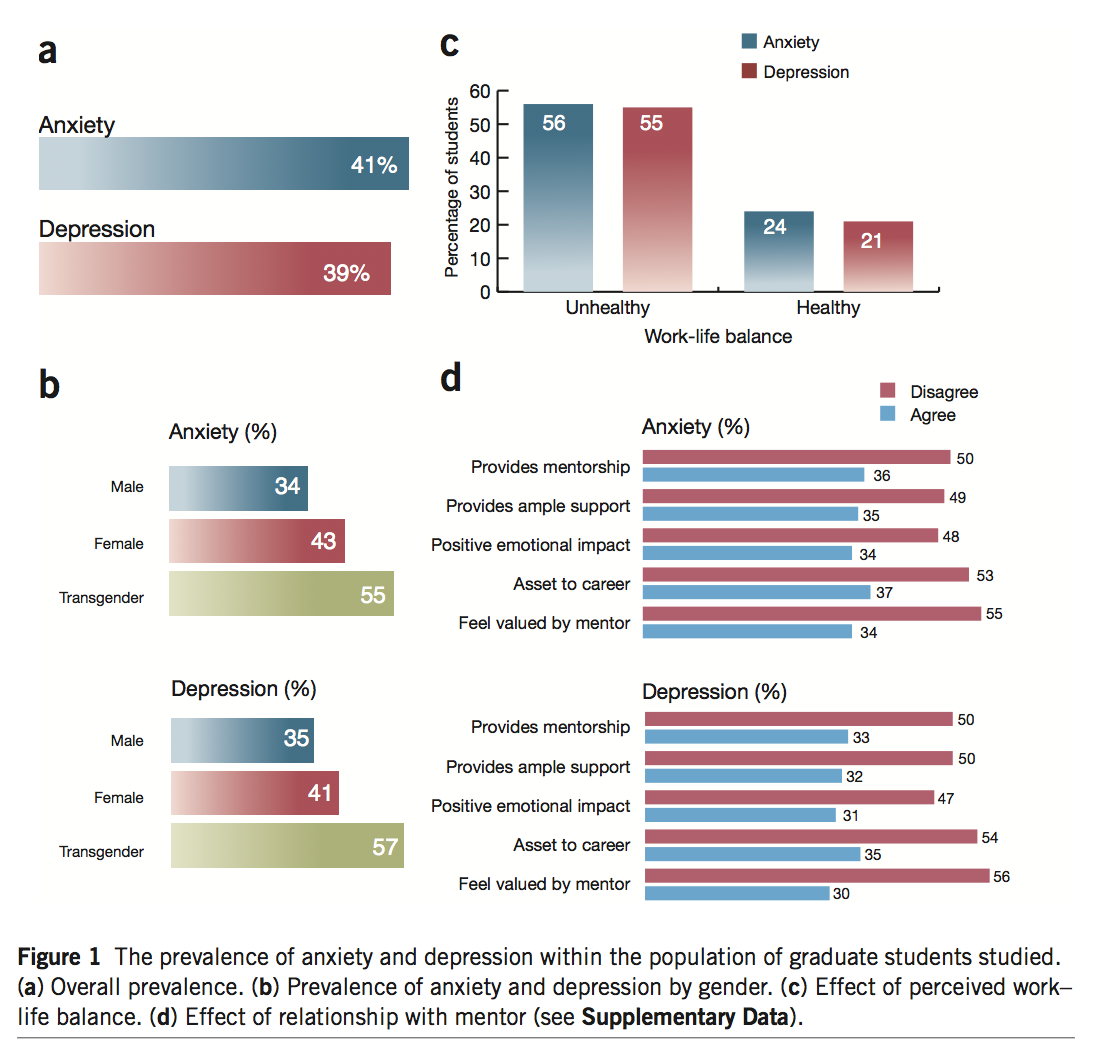 a
Anxiety
41%
Depression
39%
b
Anxiety (%)
Male
34
Female
43
Transgender
55
Depression (%)
Male
35
Female
41
Transgender
57
c
Anxiety
Depression
Percentage of students
60
50
40
30
20
10
0
56
55
24
21
Unhealthy
Healthy
Work-life balance
d
Disagree
Agree
Anxiety (%)
Provides mentorship
50
36
Provides ample support
49
35
Positive emotional impact
48
34
Asset to career
53
37
Feel valued by mentor
55
34
Depression (%)
Provides mentorship
50
33
Provides ample support
50
32
Positive emotional impact
47
31
Asset to career
54
35
Feel valued by mentor
56
30
Figure 1 The prevalence of anxiety and depression within the population of graduate students studied.
(a) Overall prevalence. (b) Prevalence of anxiety and depression by gender. (c) Effect of perceived work–
life balance. (d) Effect of relationship with mentor (see Supplementary Data).